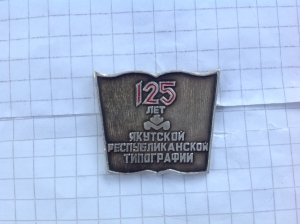 125
ЛЕТ
ЯКУТСКОЙ
РЕСПУБЛИКАНСКОЙ
ТИПОГРАФИИ